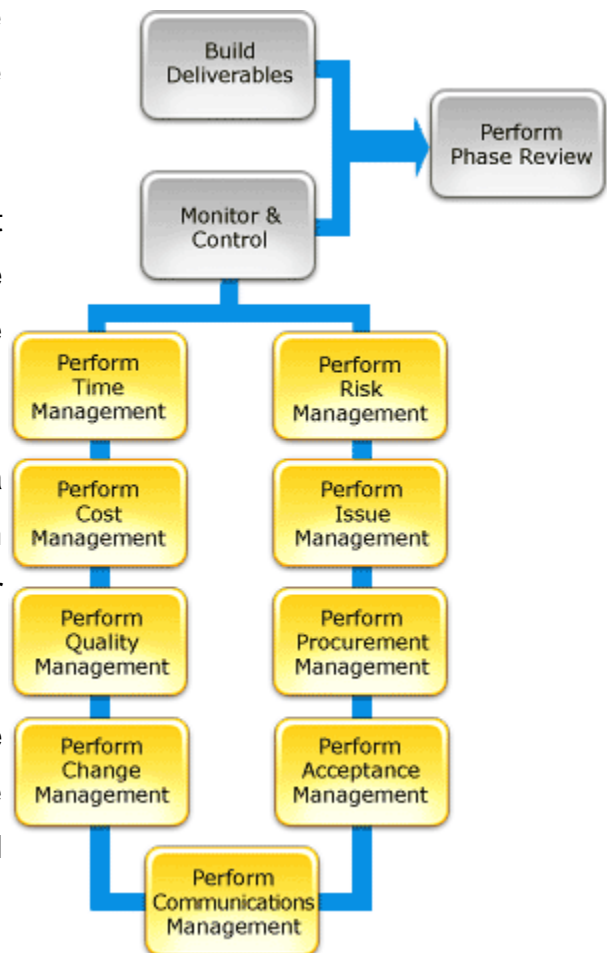 Build
Deliverables
Perform
Phase Review
Monitor &
Control
Perform
Time
Management
Perform
Risk
Management
Perform
Cost
Management
Perform
Issue
Management
Perform
Quality
Management
Perform
Procurement
Management
Perform
Change
Management
Perform
Acceptance
Management
Perform
Communications
Management